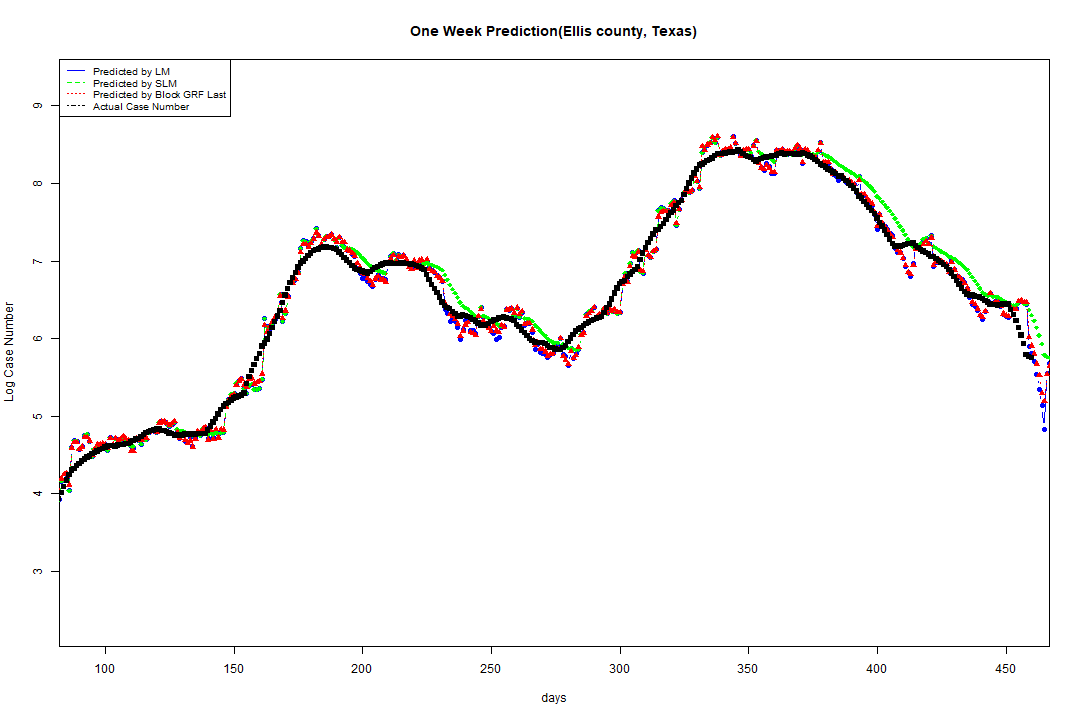 One Week Prediction(Ellis county, Texas)
Predicted by LM
Predicted by SLM
Predicted by Block GRF Last
Actual Case Number
9
8
7
6
5
4
3
Log Case Number
100 150 200 250 300 350 400 450
days